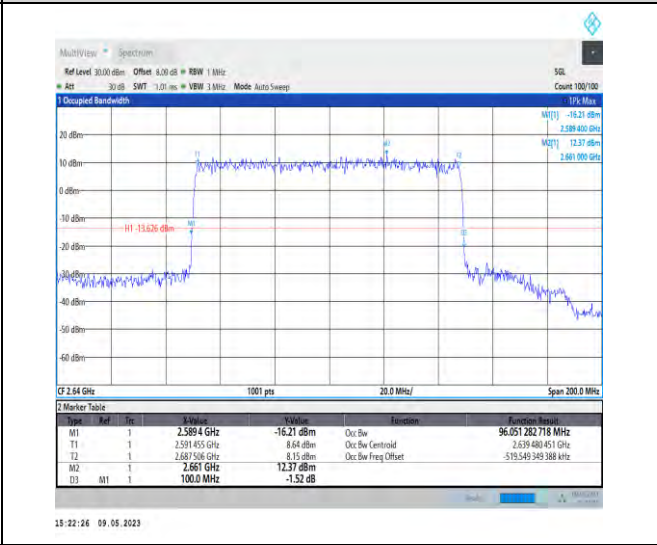 MultiView Spectrum
Ref Level 30.00 dBm Offset 8.00 dB RBW 1 MHz SGL
Att 30 dB SWT 1.01 ms VBW 3 MHz Mode Auto Sweep Count 100/100
1 Occupied Bandwidth 1Pk Max
M1[1] -16.21 dBm
2.589 400 GHz
M2[1] 12.37 dBm
2.661 000 GHz
20 dBm
T1 M2 T2
10 dBm
0 dBm
-10 dBm
H1 -13.626 dBm M1
D3
-20 dBm
-30 dBm
-40 dBm
-50 dBm
-60 dBm
CF 2.64 GHz 1001 pts 20.0 MHz/ Span 200.0 MHz
2 Marker Table
Type Ref Trc X-Value Y-Value Function Function Result
M1 1 2.5894 GHz -16.21 dBm Occ Bw 96.051 282 718 MHz
T1 1 2.591 455 GHz 8.64 dBm Occ Bw Centroid 2.639 480 451 GHz
T2 1 2.687 506 GHz 8.15 dBm Occ Bw Freq Offset -519.549 349 388 kHz
M2 1 2.661 GHz 12.37 dBm
D3 M1 1 100.0 MHz -1.52 dB
15:22:26 09.05.2023